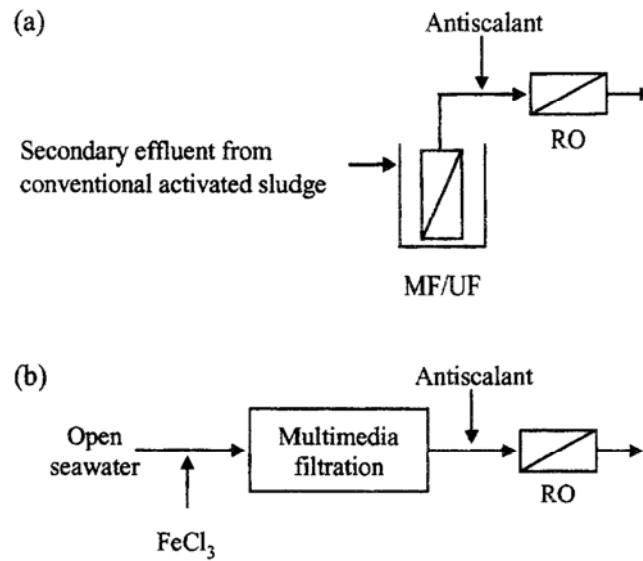 (a)
Antiscalant
RO
Secondary effluent from
conventional activated sludge
MF/UF
(b)
Antiscalant
Open
seawater
Multimedia
filtration
RO
FeCl₃